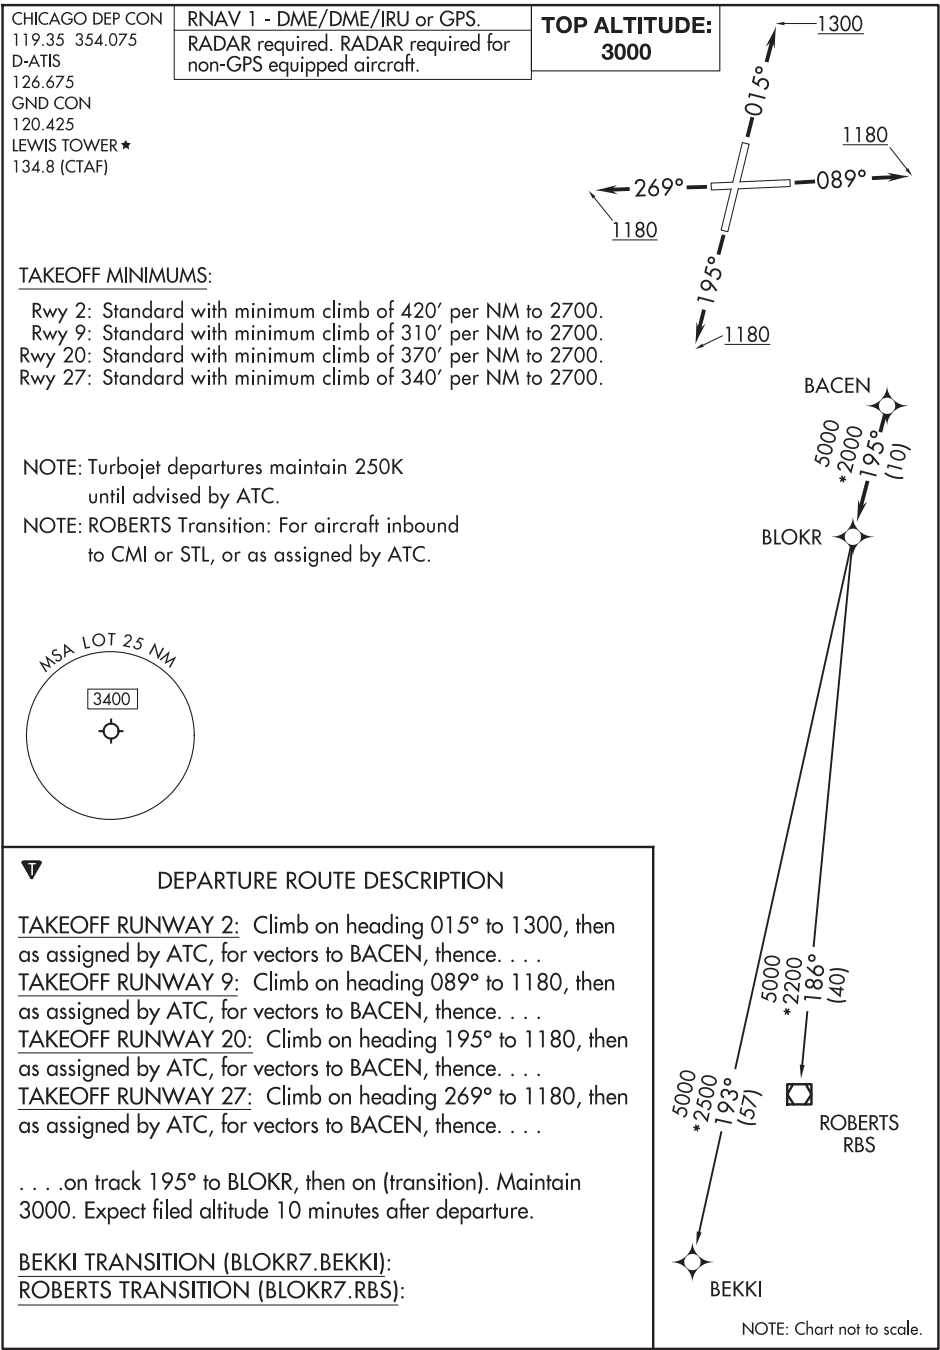 CHICAGO DEP CON
119.35 354.075
D-ATIS
126.675
GND CON
120.425
LEWIS TOWER★
134.8 (CTAF)
RNAV 1 - DME/DME/IRU or GPS.
RADAR required. RADAR required for
non-GPS equipped aircraft.
TOP ALTITUDE:
3000
1300
015°
1180
269°
089°
1180
195°
1180
TAKEOFF MINIMUMS:
Rwy 2: Standard with minimum climb of 420′ per NM to 2700.
Rwy 9: Standard with minimum climb of 310′ per NM to 2700.
Rwy 20: Standard with minimum climb of 370′ per NM to 2700.
Rwy 27: Standard with minimum climb of 340′ per NM to 2700.
BACEN
5000
*2000
195°
(10)
BLOKR
NOTE: Turbojet departures maintain 250K
until advised by ATC.
NOTE: ROBERTS Transition: For aircraft inbound
to CMI or STL, or as assigned by ATC.
MSA LOT 25 NM
3400
5000
*2200
186°
(40)
5000
*2500
193°
(57)
ROBERTS
RBS
BEKKI
T
DEPARTURE ROUTE DESCRIPTION
TAKEOFF RUNWAY 2: Climb on heading 015° to 1300, then
as assigned by ATC, for vectors to BACEN, thence. . . .
TAKEOFF RUNWAY 9: Climb on heading 089° to 1180, then
as assigned by ATC, for vectors to BACEN, thence. . . .
TAKEOFF RUNWAY 20: Climb on heading 195° to 1180, then
as assigned by ATC, for vectors to BACEN, thence. . . .
TAKEOFF RUNWAY 27: Climb on heading 269° to 1180, then
as assigned by ATC, for vectors to BACEN, thence. . . .
. . . .on track 195° to BLOKR, then on (transition). Maintain
3000. Expect filed altitude 10 minutes after departure.
BEKKI TRANSITION (BLOKR7.BEKKI):
ROBERTS TRANSITION (BLOKR7.RBS):
NOTE: Chart not to scale.